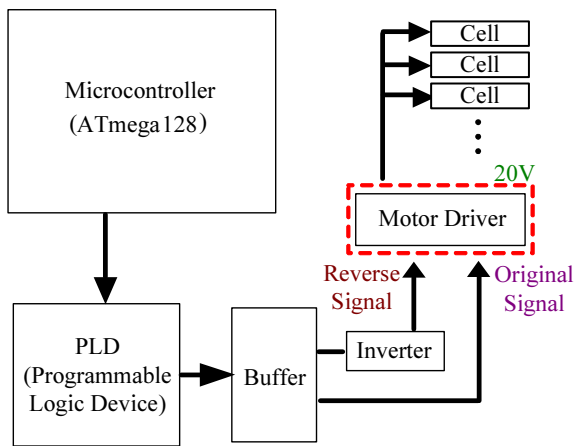 Microcontroller
(ATmega128)
Cell
Cell
Cell
20V
Motor Driver
Reverse
Signal
Original
Signal
PLD
(Programmable
Logic Device)
Buffer
Inverter